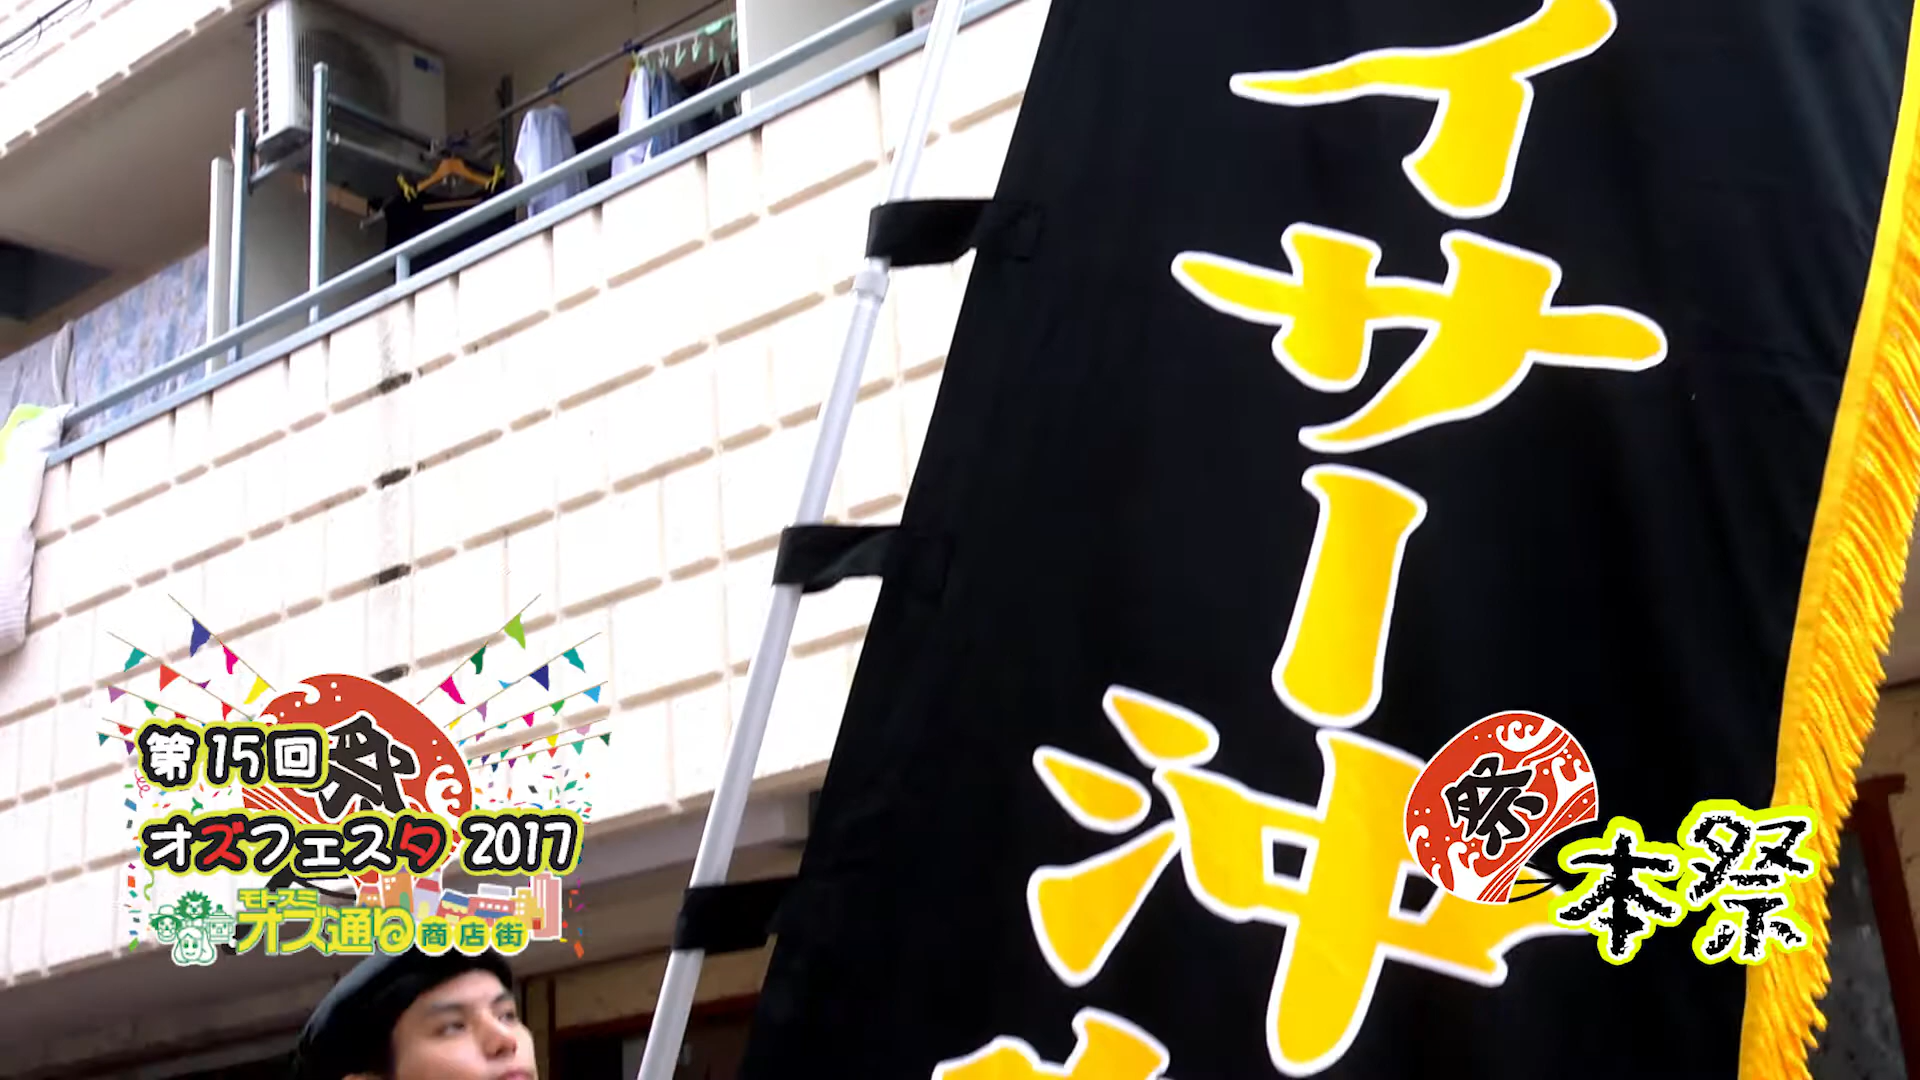 イサー沖
祭
第15回
オズフェスタ 2017
モトスミ
オズ通り商店街
祭
本祭